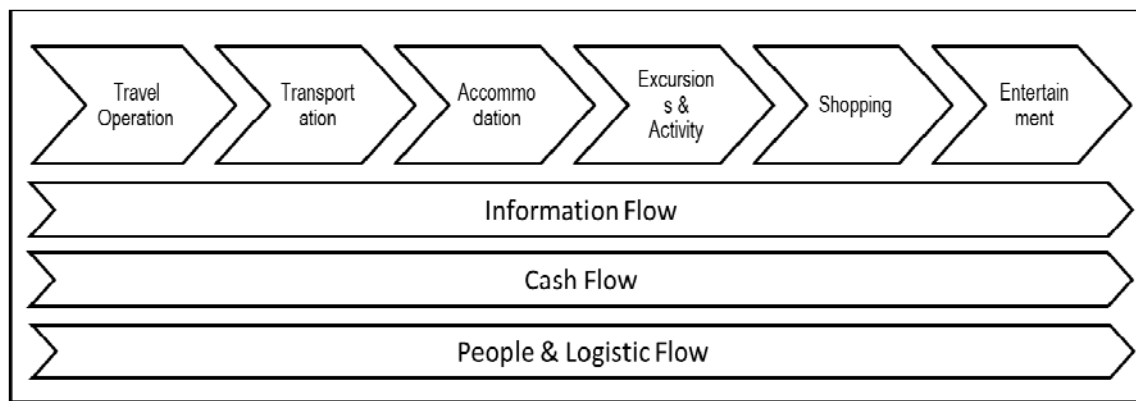 Travel
Operation
Transport
ation
Accommo
dation
Excursion
s &
Activity
Shopping
Entertain
ment
Information Flow
Cash Flow
People & Logistic Flow